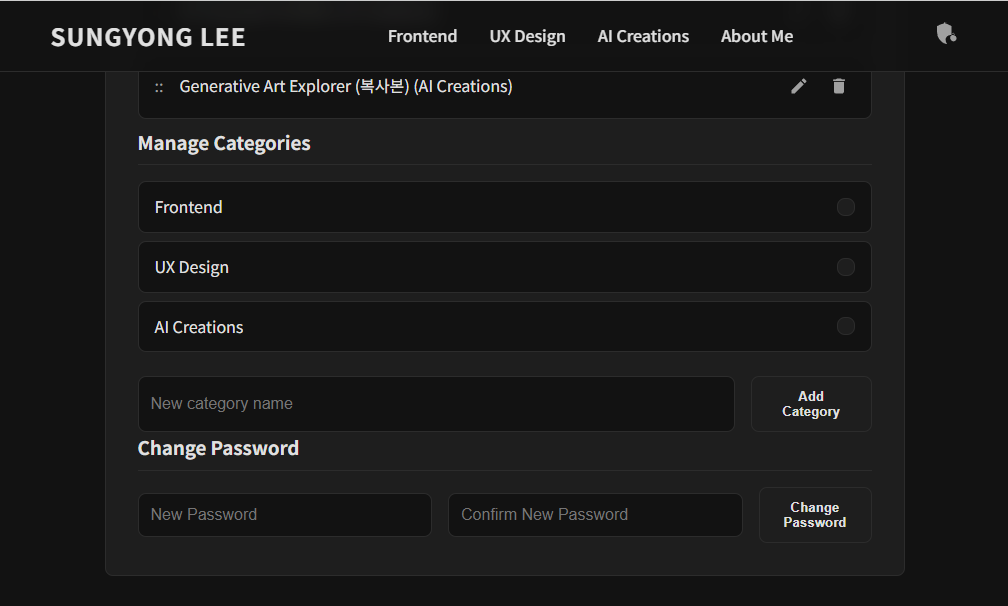 SUNGYONG LEE
Frontend
UX Design
AI Creations
About Me
:: Generative Art Explorer (복사본) (AI Creations)
Manage Categories
Frontend
UX Design
AI Creations
New category name
Add
Category
Change Password
New Password
Confirm New Password
Change
Password